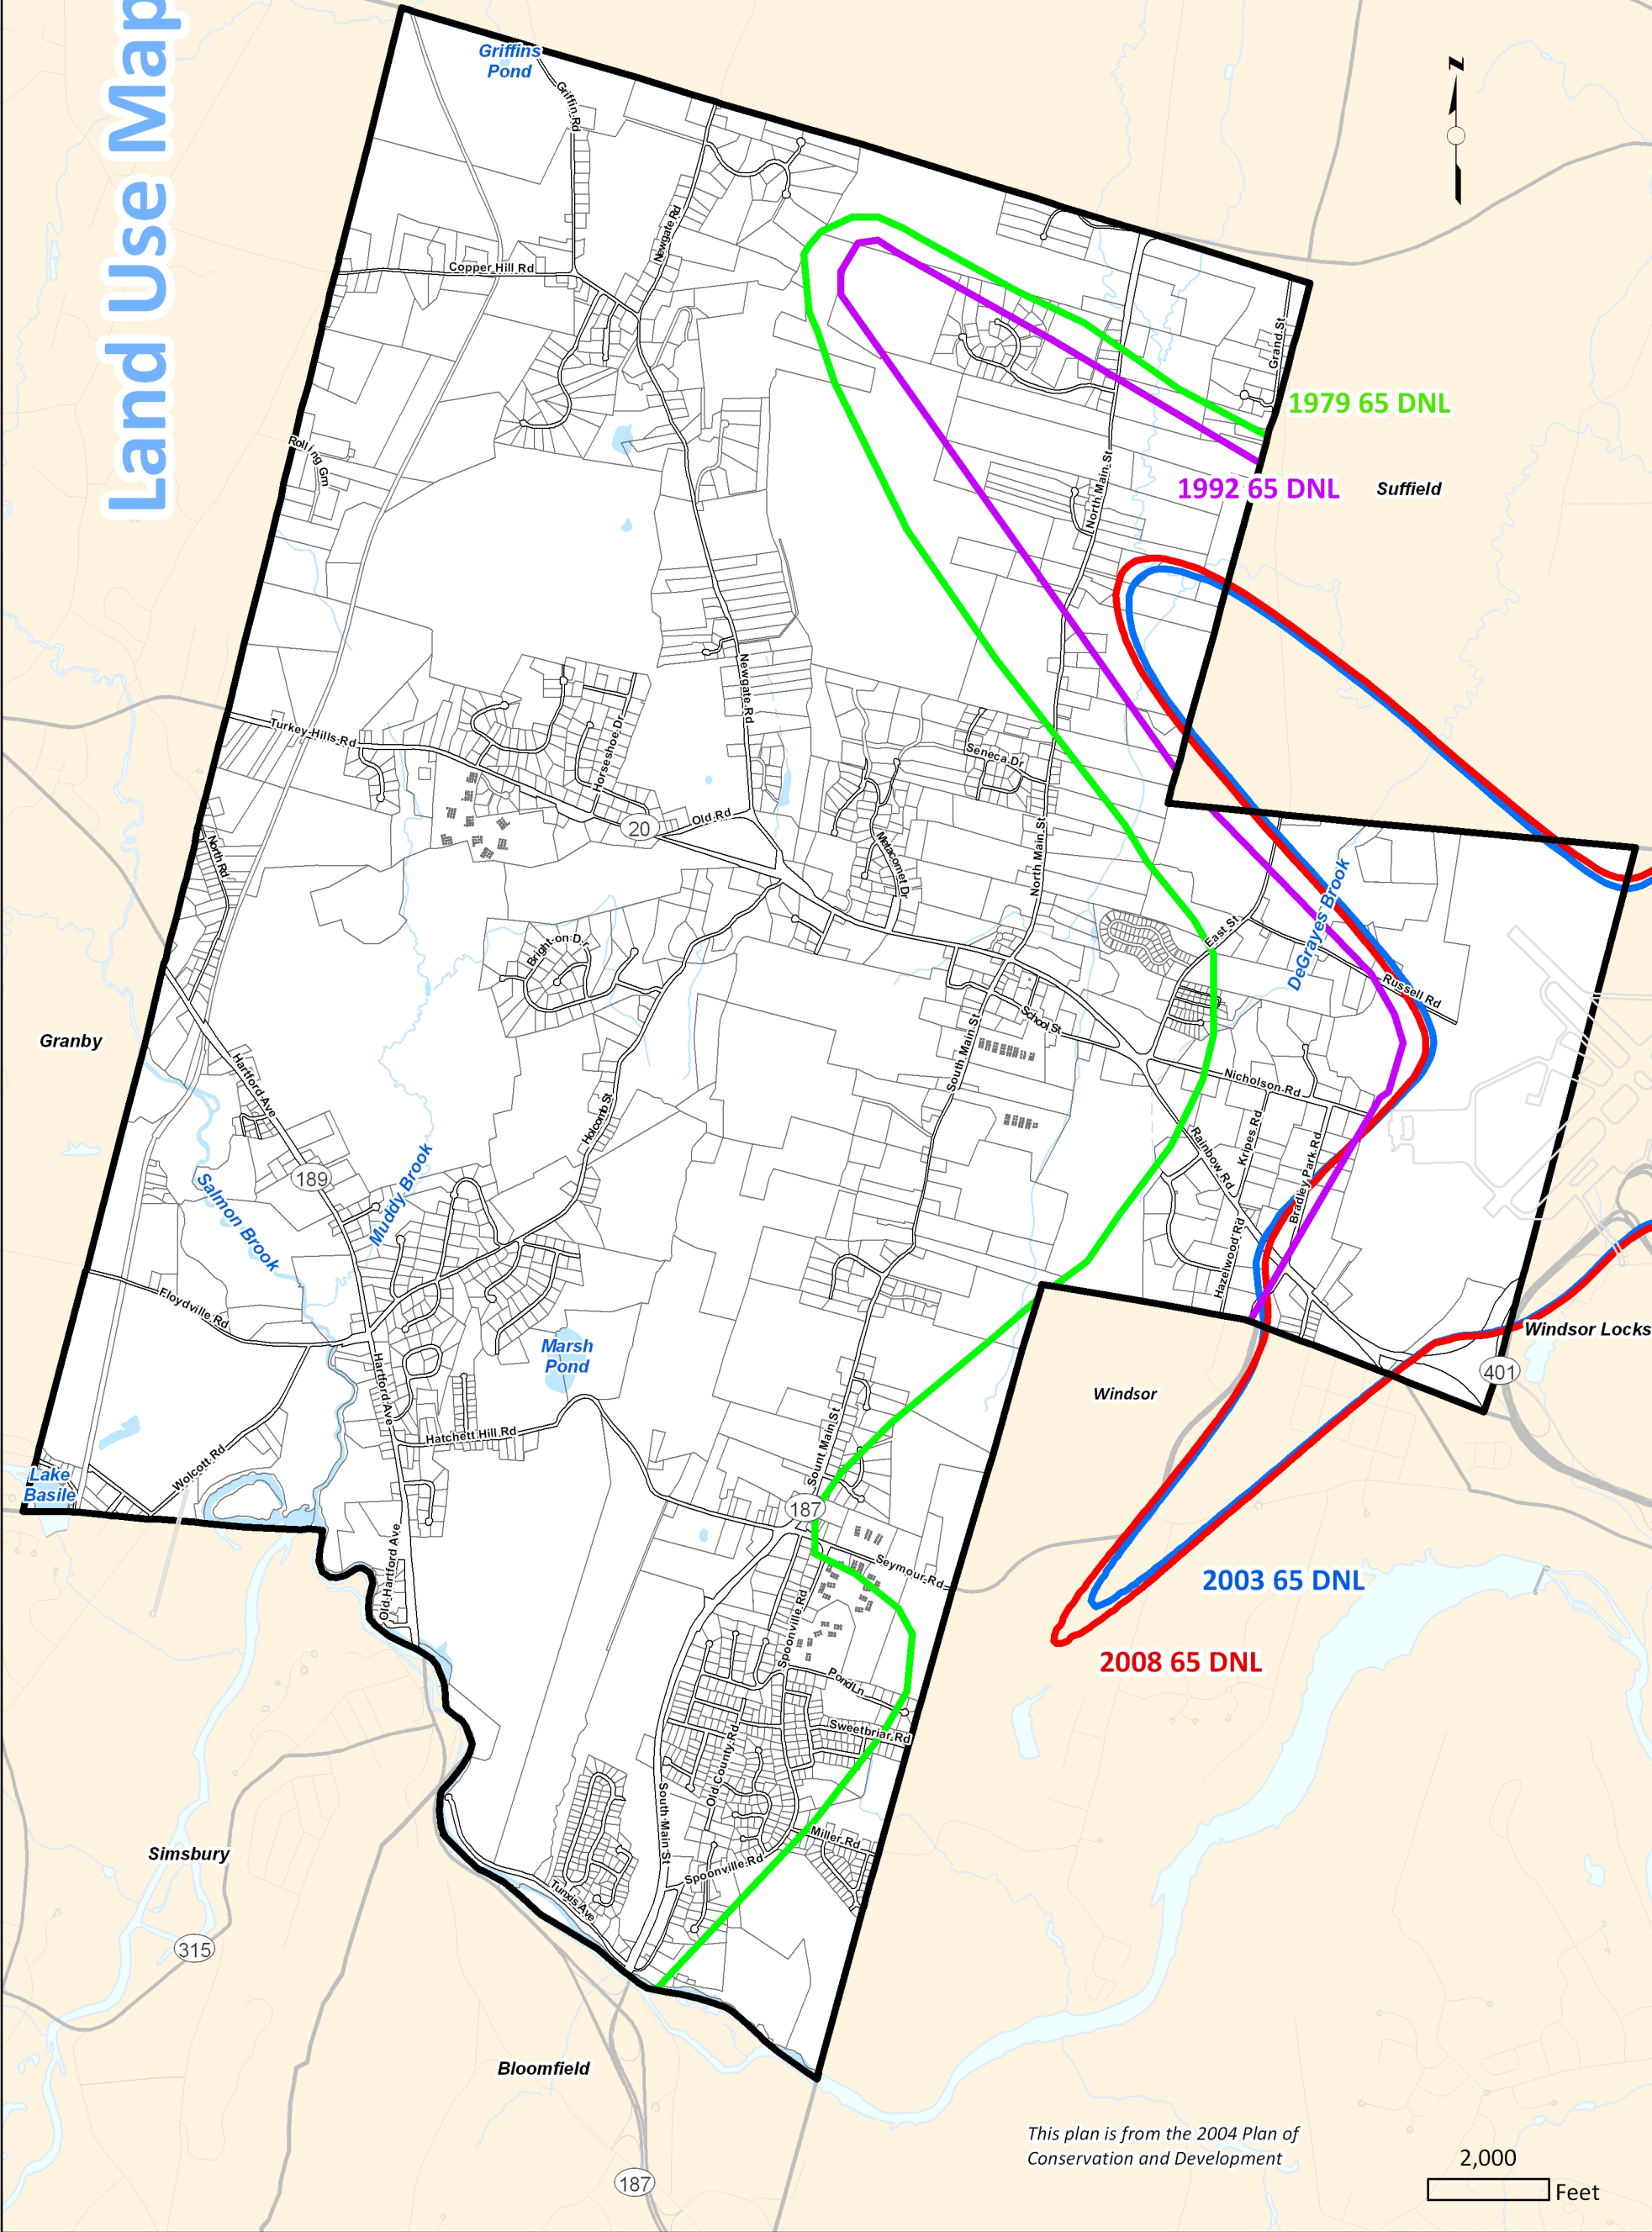 Land Use Map
Griffins
Pond
Griffin Rd
Newgate Rd
Copper Hill Rd
Grand St
1979 65 DNL
1992 65 DNL
Suffield
N
Rolling Grn
North Main St
Newgate Rd
Turkey Hills Rd
Horseshoe Dr
Seneca Dr
20
Old Rd
North Rd
Metacomet Dr
North Main St
East St
DeGrayes Brook
Russell Rd
Brighton Dr
Granby
School St
South Main St
Hartford Ave
Nicholson Rd
Holcomb St
Kripes Rd
Rainbow Rd
Bradley Park Rd
189
Salmon Brook
Muddy Brook
Hazelwood Rd
Floydville Rd
Windsor Locks
Marsh
Pond
401
Windsor
Hartford Ave
Hatchett Hill Rd
Sount Main St
Wolcott Rd
Lake
Basile
187
Old Hartford Ave
Seymour Rd
2003 65 DNL
Spoonville Rd
2008 65 DNL
Pond Ln
Sweetbriar Rd
Old County Rd
South Main St
Miller Rd
Simsbury
Spoonville Rd
Tunxis Ave
315
Bloomfield
This plan is from the 2004 Plan of
Conservation and Development
2,000
Feet
187